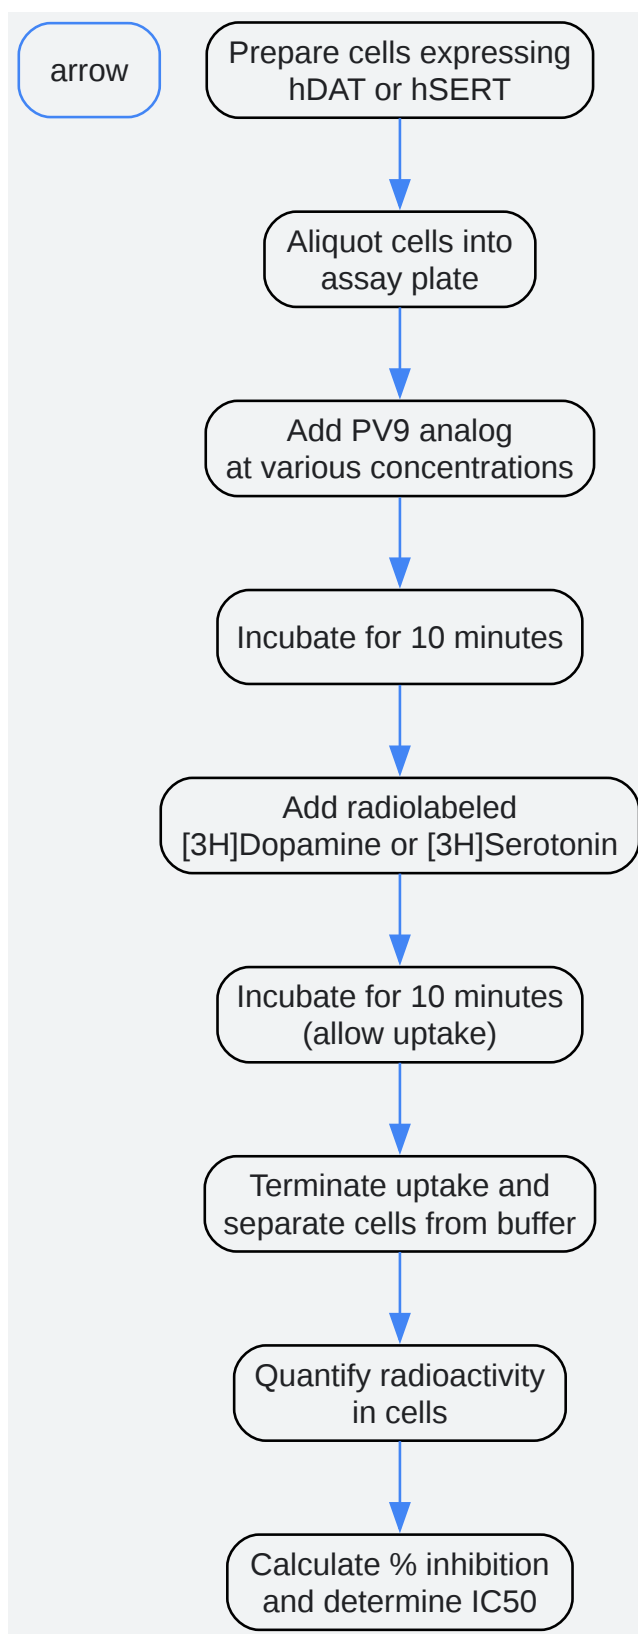 arrow
Prepare cells expressing
hDAT or hSERT
Aliquot cells into
assay plate
Add PV9 analog
at various concentrations
Incubate for 10 minutes
Add radiolabeled
[3H]Dopamine or [3H]Serotonin
Incubate for 10 minutes
(allow uptake)
Terminate uptake and
separate cells from buffer
Quantify radioactivity
in cells
Calculate % inhibition
and determine IC50